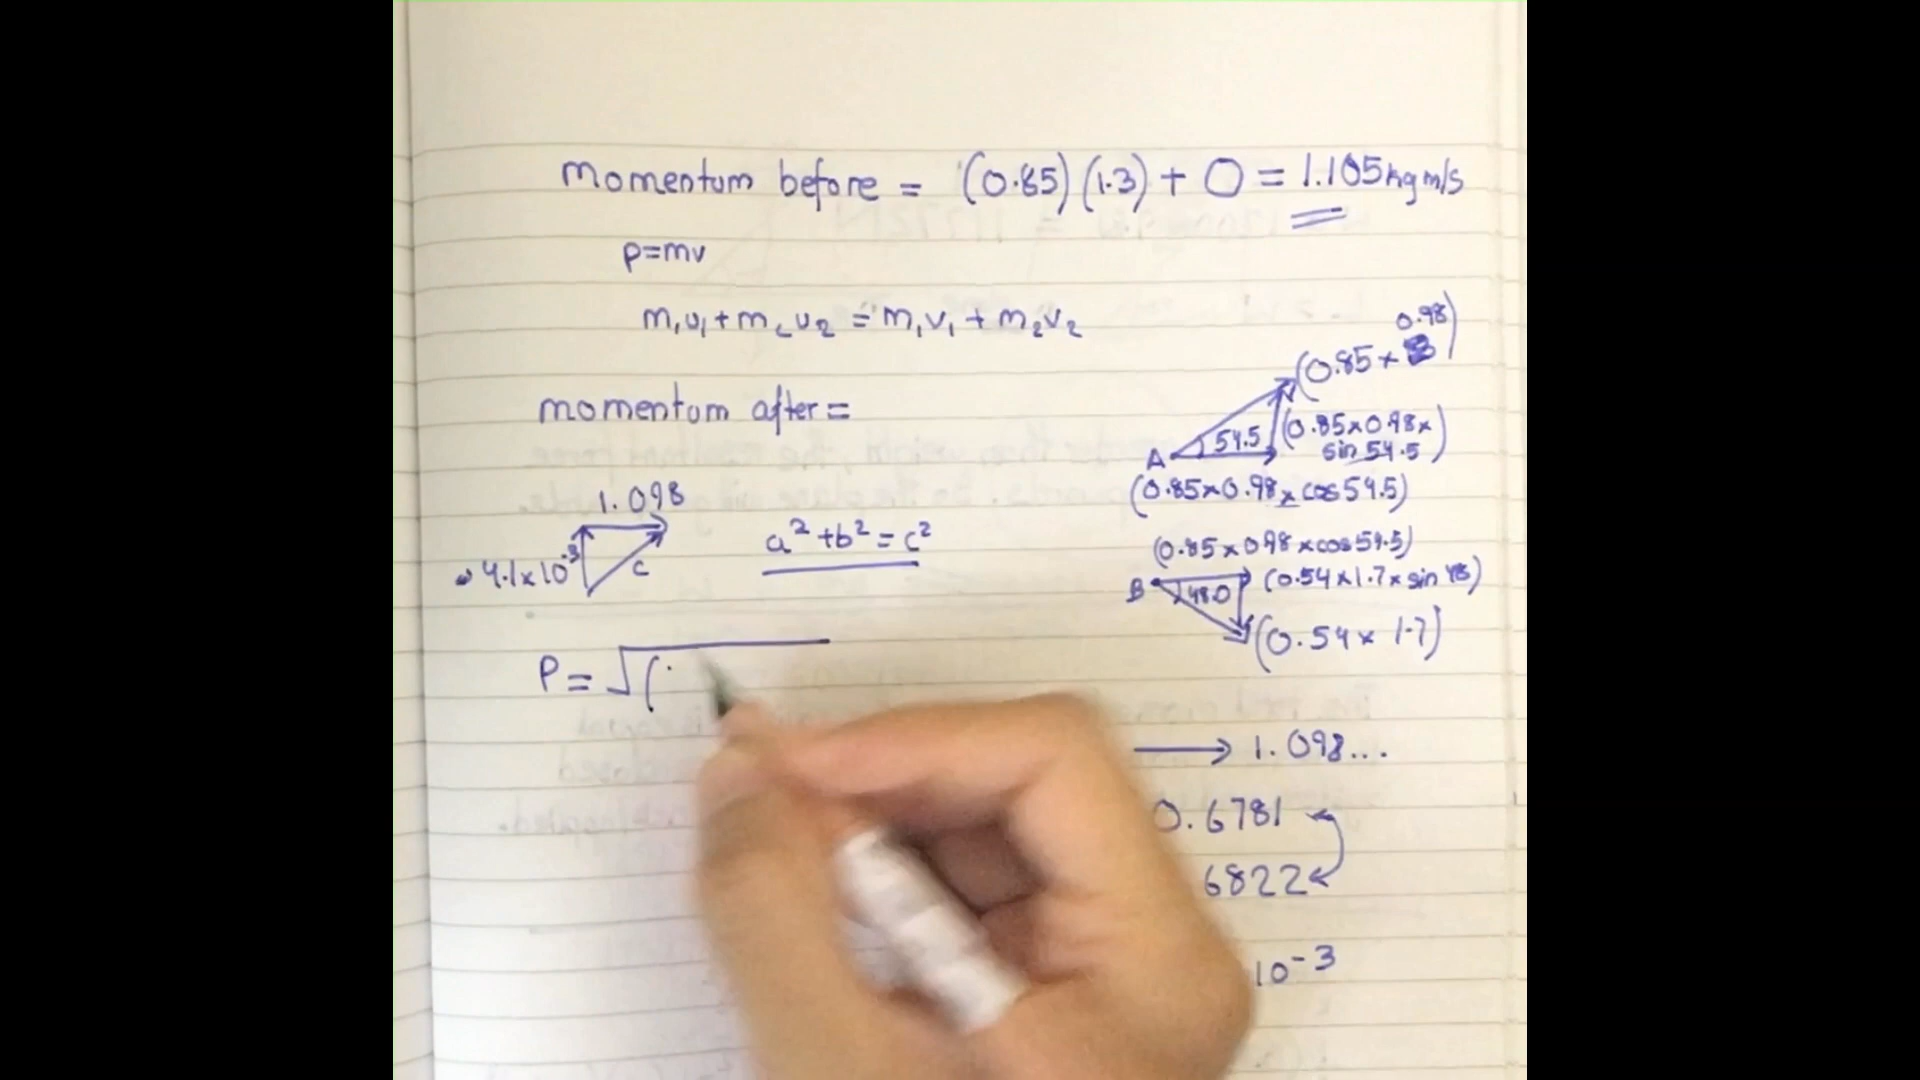 momentum before = (0.85)(1.3) + 0 = 1.105 kg m/s
p=mv
m₁u₁ + m₂u₂ = m₁v₁ + m₂v₂
0.98)
(0.85 ×
momentum after =
54.5
(0.85×0.98×
sin 54.5)
A
(0.85×0.98×cos 54.5)
1.098
a² + b² = c²
(0.85×0.98×cos54.5)
4.1×10⁻³
c
B
48.0
(0.54×1.7×sin 48)
(0.54× 1.7)
P = √(
→ 1.098...
0.6781
6822
10⁻³